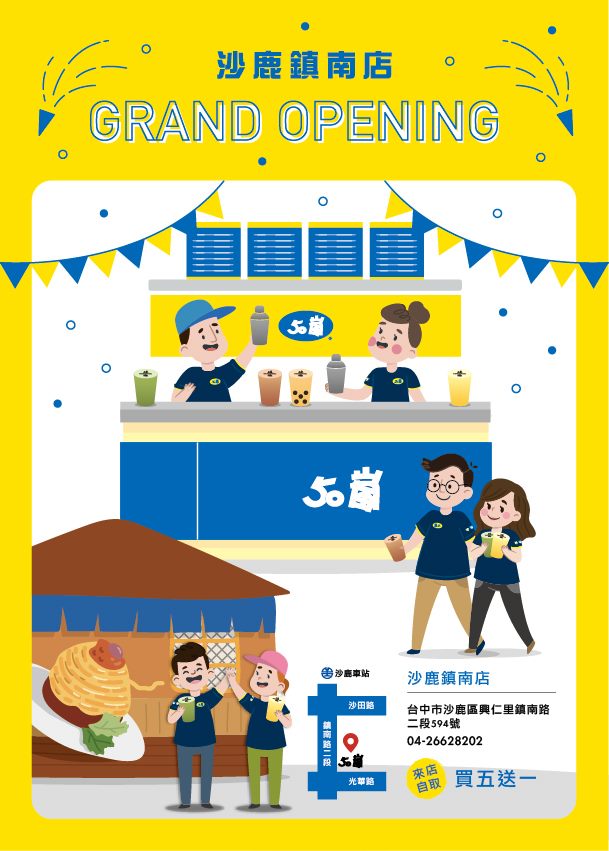 沙鹿鎮南店
GRAND OPENING
50嵐
50嵐
沙鹿車站
沙田路
鎮南路二段
50嵐
光華路
沙鹿鎮南店
台中市沙鹿區興仁里鎮南路
二段594號
04-26628202
來店
自取
買五送一